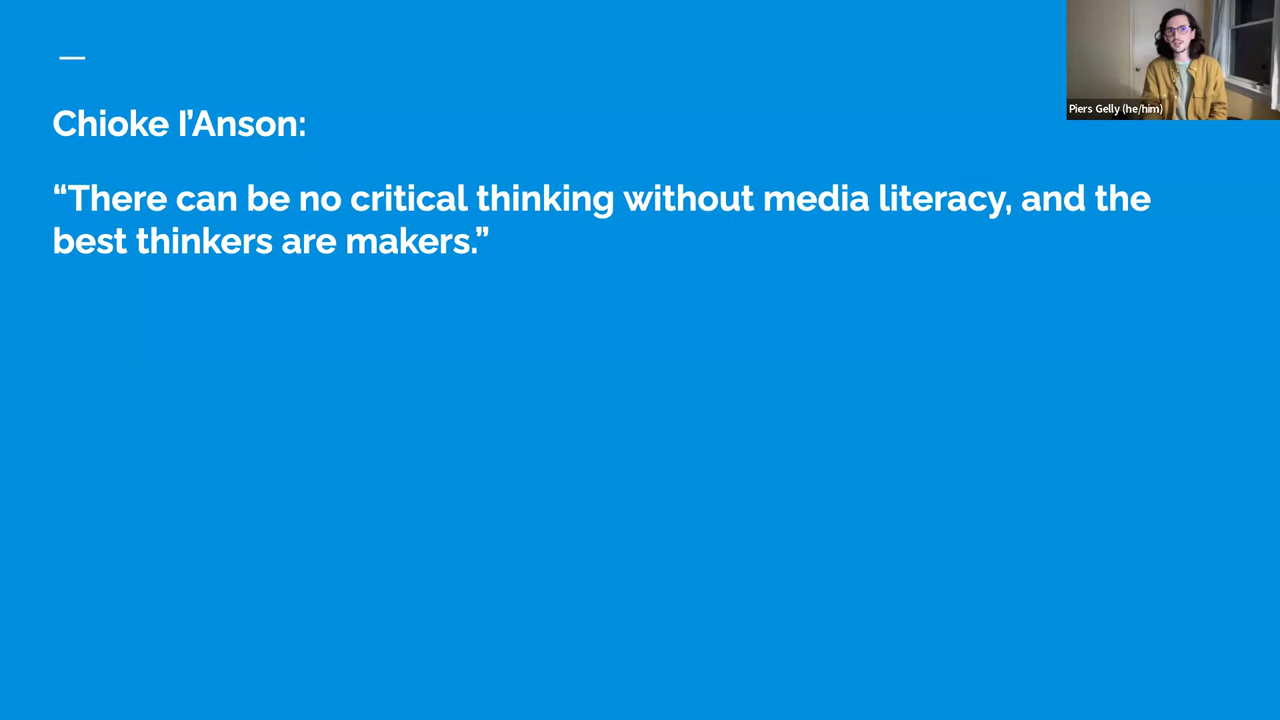 Chioke I’Anson:
“There can be no critical thinking without media literacy, and the
best thinkers are makers.”
Piers Gelly (he/him)